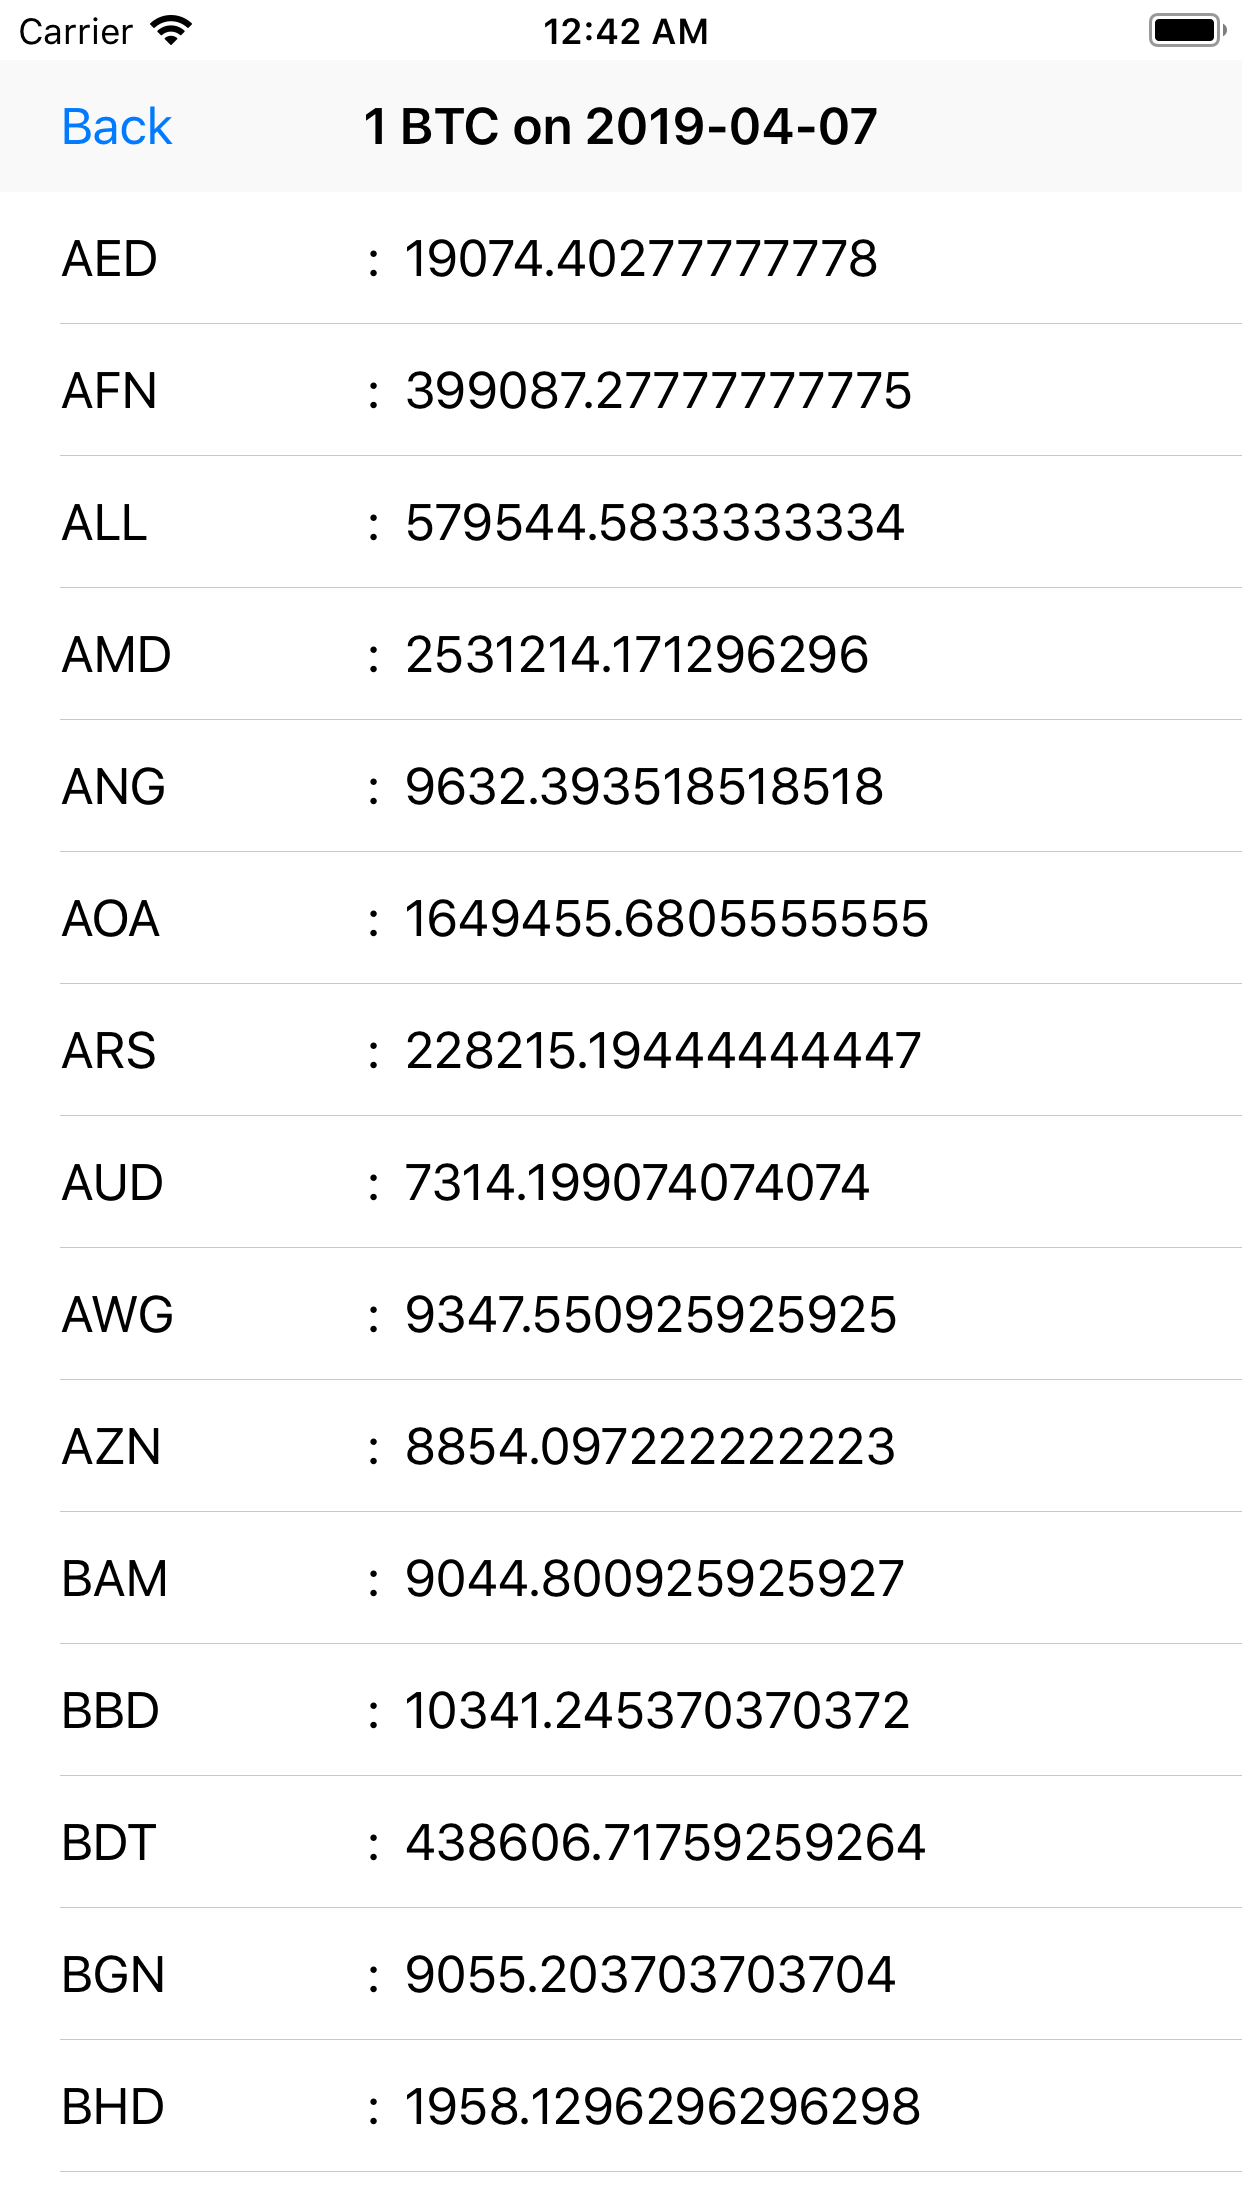 Carrier 12:42 AM
Back 1 BTC on 2019-04-07
AED : 19074.40277777778
AFN : 399087.27777777775
ALL : 579544.5833333334
AMD : 2531214.171296296
ANG : 9632.393518518518
AOA : 1649455.6805555555
ARS : 228215.19444444447
AUD : 7314.199074074074
AWG : 9347.550925925925
AZN : 8854.097222222223
BAM : 9044.800925925927
BBD : 10341.245370370372
BDT : 438606.71759259264
BGN : 9055.203703703704
BHD : 1958.1296296296298